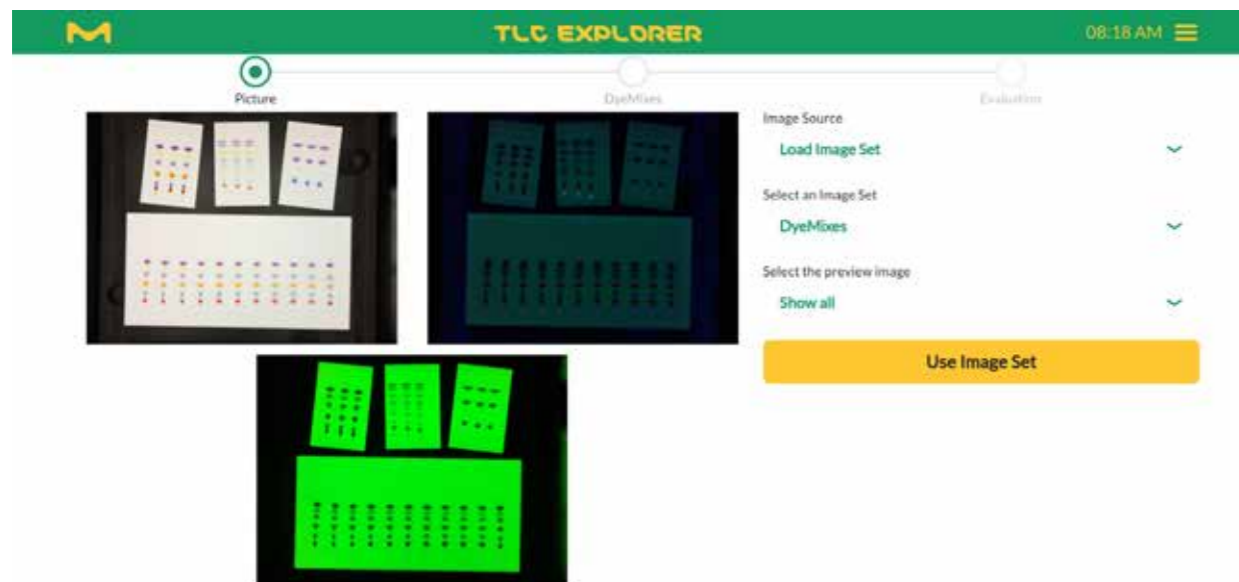 TLC EXPLORER
08:18 AM
Picture
DyeMixes
Evaluation
Image Source
Load Image Set
Select an Image Set
DyeMixes
Select the preview image
Show all
Use Image Set